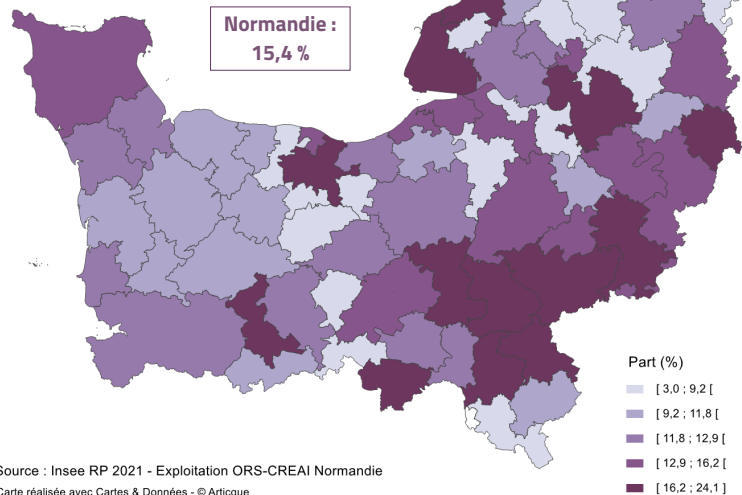 Normandie :
15,4 %
Part (%)
[ 3,0 ; 9,2 [
[ 9,2 ; 11,8 [
[ 11,8 ; 12,9 [
[ 12,9 ; 16,2 [
[ 16,2 ; 24,1 ]
Source : Insee RP 2021 - Exploitation ORS-CREAI Normandie
Carte réalisée avec Cartes & Données - © Articque